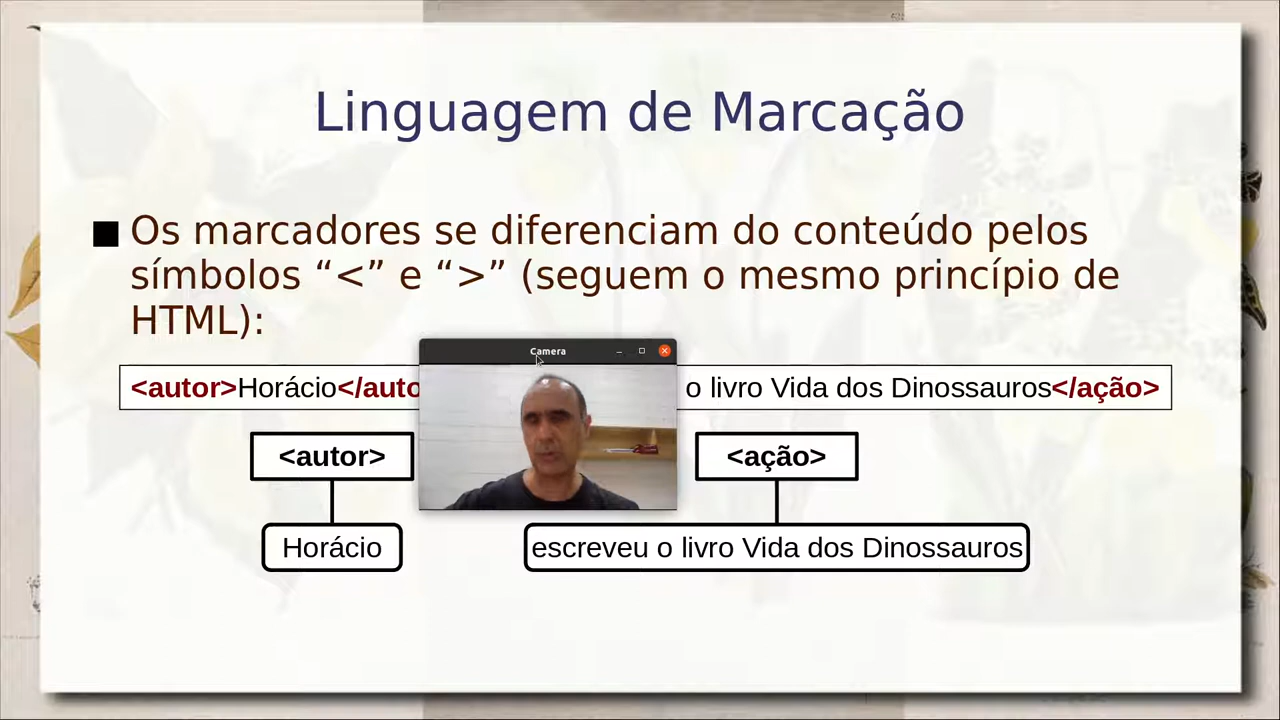 Linguagem de Marcação
Os marcadores se diferenciam do conteúdo pelos
símbolos “<” e “>” (seguem o mesmo princípio de
HTML):
Camera
<autor>Horácio</auto o livro Vida dos Dinossauros</ação>
<autor> <ação>
Horácio escreveu o livro Vida dos Dinossauros